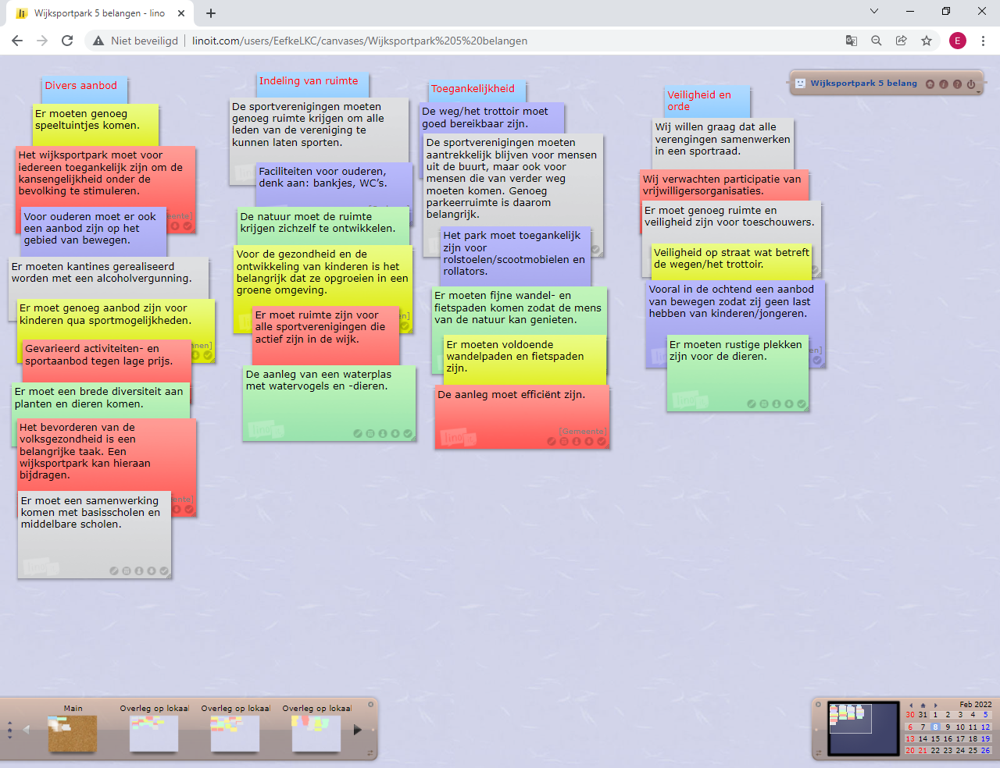 Wijksportpark 5 belangen - lino
Niet beveiligd
linoit.com/users/EefkeLKC/canvases/Wijksportpark%205%20belangen
E
Wijksportpark 5 belang
Divers aanbod
Er moeten genoeg
speeltuintjes komen.
Het wijksportpark moet voor
iedereen toegankelijk zijn om de
kansengelijkheid onder de
bevolking te stimuleren.
Voor ouderen moet er ook
een aanbod zijn op het
gebied van bewegen.
Er moeten kantines gerealiseerd
worden met een alcoholvergunning.
Er moet genoeg aanbod zijn voor
kinderen qua sportmogelijkheden.
Gevarieerd activiteiten- en
sportaanbod tegen lage prijs.
Er moet een brede diversiteit aan
planten en dieren komen.
Het bevorderen van de
volksgezondheid is een
belangrijke taak. Een
wijksportpark kan hieraan
bijdragen.
Er moet een samenwerking
komen met basisscholen en
middelbare scholen.
Indeling van ruimte
De sportverenigingen moeten
genoeg ruimte krijgen om alle
leden van de vereniging te
kunnen laten sporten.
Faciliteiten voor ouderen,
denk aan: bankjes, WC's.
De natuur moet de ruimte
krijgen zichzelf te ontwikkelen.
Voor de gezondheid en de
ontwikkeling van kinderen is het
belangrijk dat ze opgroeien in een
groene omgeving.
Er moet ruimte zijn voor
alle sportverenigingen die
actief zijn in de wijk.
De aanleg van een waterplas
met watervogels en -dieren.
Toegankelijkheid
De weg/het trottoir moet
goed bereikbaar zijn.
De sportverenigingen moeten
aantrekkelijk blijven voor mensen
uit de buurt, maar ook voor
mensen die van verder weg
moeten komen. Genoeg
parkeerruimte is daarom
belangrijk.
Het park moet toegankelijk
zijn voor
rolstoelen/scootmobielen en
rollators.
Er moeten fijne wandel- en
fietspaden komen zodat de mens
van de natuur kan genieten.
Er moeten voldoende
wandelpaden en fietspaden
zijn.
De aanleg moet efficiënt zijn.
[Gemeente]
Veiligheid en
orde
Wij willen graag dat alle
verengingen samenwerken
in een sportraad.
Wij verwachten participatie van
vrijwilligersorganisaties.
Er moet genoeg ruimte en
veiligheid zijn voor toeschouwers.
Veiligheid op straat wat betreft
de wegen/het trottoir.
Vooral in de ochtend een aanbod
van bewegen zodat zij geen last
hebben van kinderen/jongeren.
Er moeten rustige plekken
zijn voor de dieren.
Main
Overleg op lokaal
Overleg op lokaal
Overleg op lokaal
Feb 2022
30 31 1 2 3 4 5
6 7 8 9 10 11 12
13 14 15 16 17 18 19
20 21 22 23 24 25 26